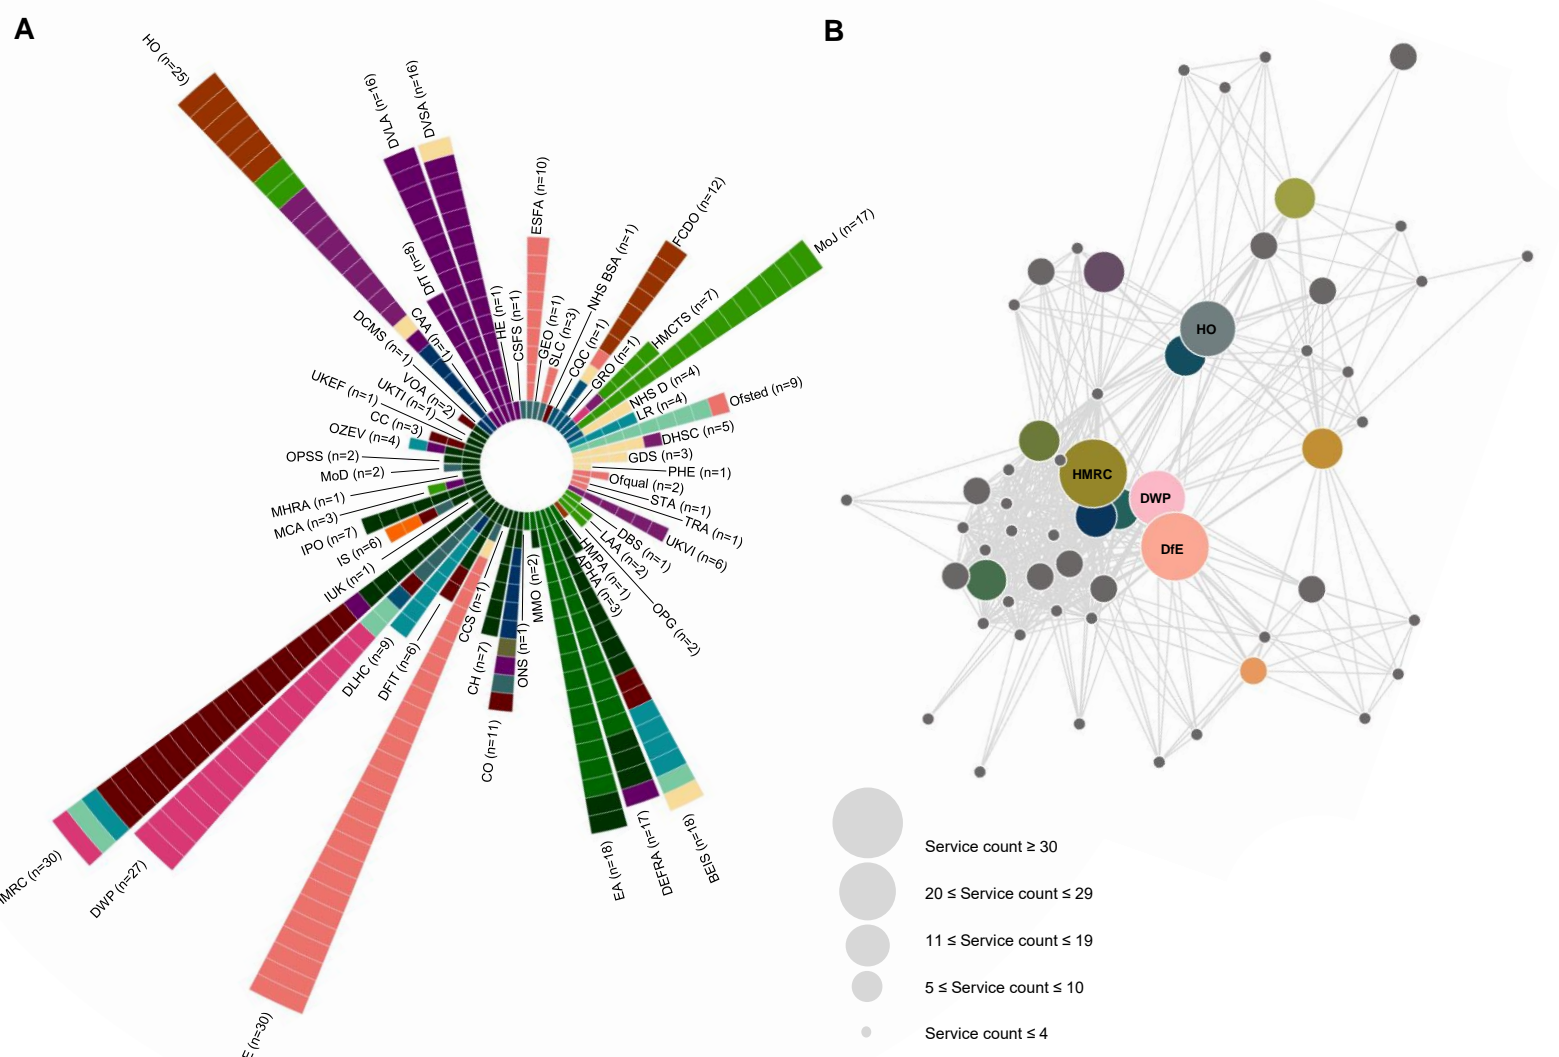 A
HO (n=25)
DVLA (n=16)
DVSA (n=16)
DFT (n=8)
HE (n=1)
CSFS (n=1)
ESFA (n=10)
GEO (n=1)
SLC (n=3)
NHS BSA (n=1)
FCDO (n=12)
CQC (n=1)
GRO (n=1)
HMCTS (n=7)
MoJ (n=17)
NHS D (n=4)
LR (n=4)
Ofsted (n=9)
DHSC (n=5)
GDS (n=3)
PHE (n=1)
Ofqual (n=2)
STA (n=1)
TRA (n=1)
UKVI (n=6)
DBS (n=1)
LAA (n=2)
HMPA (n=1)
OPG (n=2)
APHA (n=3)
BEIS (n=18)
DEFRA (n=17)
EA (n=18)
MMO (n=2)
ONS (n=1)
CO (n=11)
CH (n=7)
CCS (n=1)
E (n=30)
DFIT (n=6)
DLHC (n=9)
DWP (n=27)
MRC (n=30)
IUK (n=1)
IS (n=6)
IPO (n=7)
MCA (n=3)
MHRA (n=1)
MoD (n=2)
OPSS (n=2)
OZEV (n=4)
CC (n=3)
UKEF (n=1)
UKTI (n=1)
VOA (n=2)
DCMS (n=1)
CAA (n=1)
B
HO
HMRC
DWP
DfE
Service count ≥ 30
20 ≤ Service count ≤ 29
11 ≤ Service count ≤ 19
5 ≤ Service count ≤ 10
Service count ≤ 4